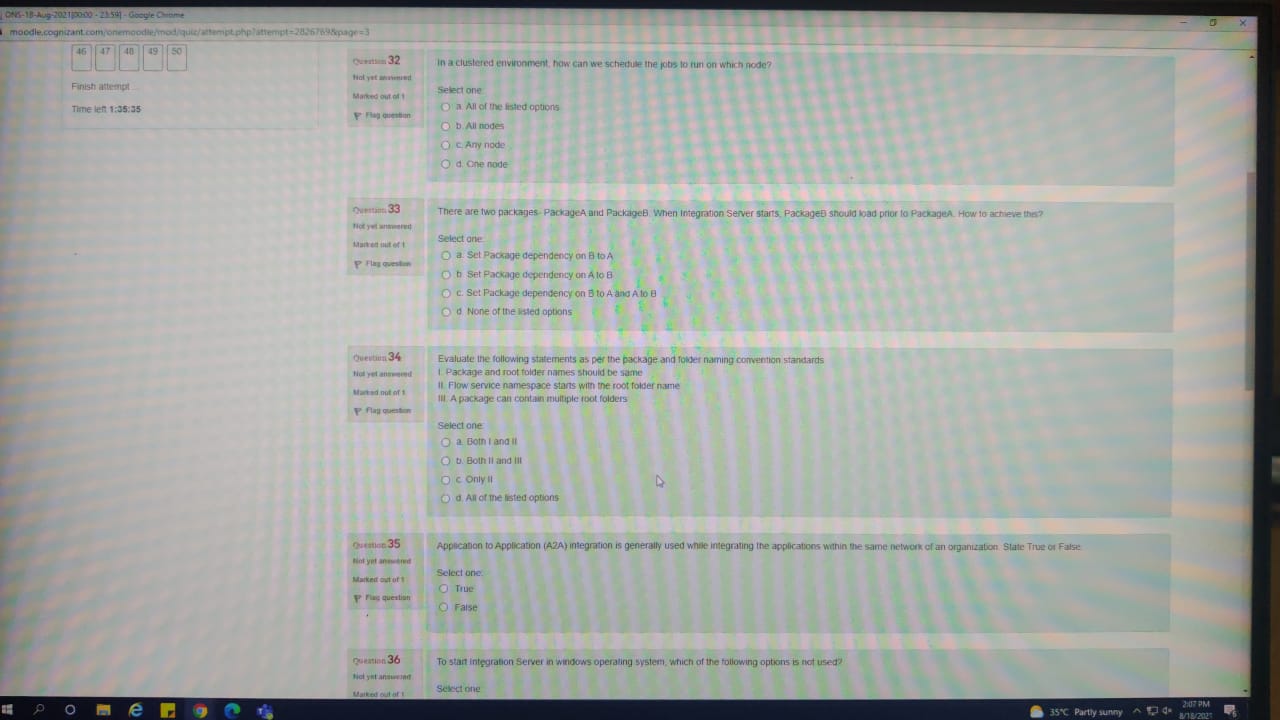 ONS-18-Aug-2021[00:00 - 23:59] - Google Chrome
moodle.cognizant.com/onemoodle/mod/quiz/attempt.php?attempt=2826769&page=3
46 47 48 49 50
Finish attempt ...
Time left 1:35:35
Question 32
Not yet answered
Marked out of 1
Flag question
In a clustered environment, how can we schedule the jobs to run on which node?
Select one:
a. All of the listed options
b. All nodes
c. Any node
d. One node
Question 33
Not yet answered
Marked out of 1
Flag question
There are two packages- PackageA and PackageB. When Integration Server starts, PackageB should load prior to PackageA. How to achieve this?
Select one:
a. Set Package dependency on B to A
b. Set Package dependency on A to B
c. Set Package dependency on B to A and A to B
d. None of the listed options
Question 34
Not yet answered
Marked out of 1
Flag question
Evaluate the following statements as per the package and folder naming convention standards
I. Package and root folder names should be same
II. Flow service namespace starts with the root folder name
III. A package can contain multiple root folders
Select one:
a. Both I and II
b. Both II and III
c. Only II
d. All of the listed options
Question 35
Not yet answered
Marked out of 1
Flag question
Application to Application (A2A) integration is generally used while integrating the applications within the same network of an organization. State True or False.
Select one:
True
False
Question 36
Not yet answered
Marked out of 1
To start Integration Server in windows operating system, which of the following options is not used?
Select one:
35°C Partly sunny
2:07 PM
8/18/2021